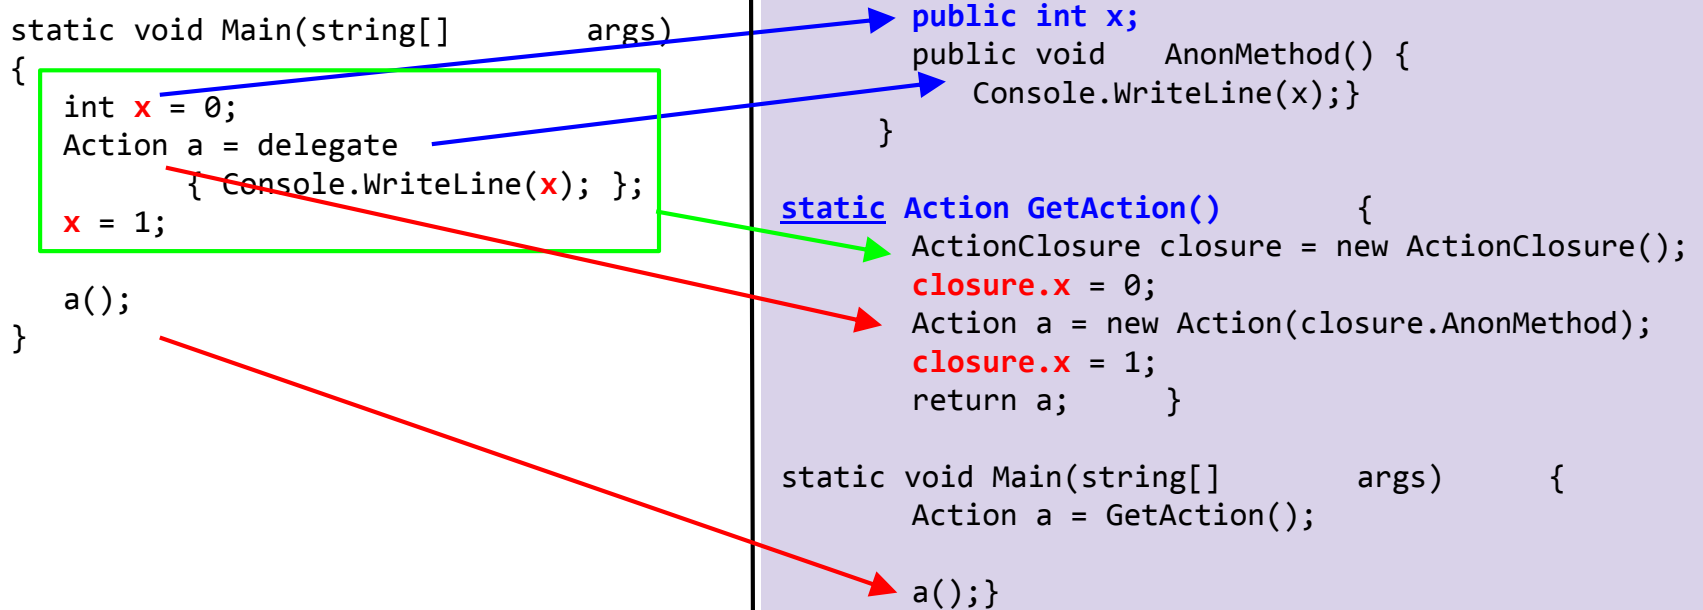 static void Main(string[] args)
{
int x = 0;
Action a = delegate
{ Console.WriteLine(x); };
x = 1;
a();
}
public int x;
public void AnonMethod() {
Console.WriteLine(x);}
}
static Action GetAction() {
ActionClosure closure = new ActionClosure();
closure.x = 0;
Action a = new Action(closure.AnonMethod);
closure.x = 1;
return a; }
static void Main(string[] args) {
Action a = GetAction();
a();}